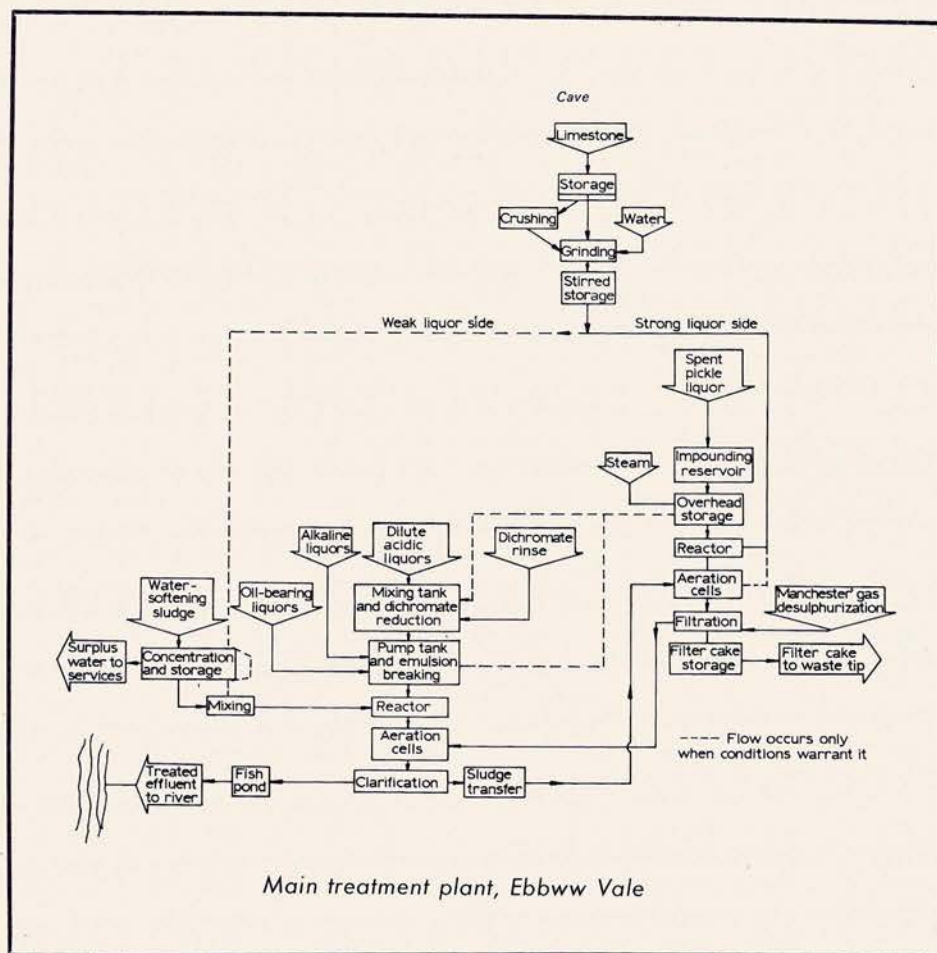 Cave
Limestone
Storage
Crushing
Water
Grinding
Stirred
storage
Weak liquor side
Strong liquor side
Spent
pickle
liquor
Steam
Impounding
reservoir
Overhead
storage
Alkaline
liquors
Dilute
acidic
liquors
Dichromate
rinse
Reactor
Water-
softening
sludge
Oil-bearing
liquors
Mixing tank
and dichromate
reduction
Aeration
cells
Manchester' gas
desulphurization
Filtration
Surplus
water to
services
Concentration
and storage
Pump tank
and emulsion
breaking
Filter cake
storage
Filter cake
to waste tip
Mixing
Reactor
Aeration
cells
Flow occurs only
when conditions warrant it
Treated
effluent
to river
Fish
pond
Clarification
Sludge
transfer
Main treatment plant, Ebbww Vale